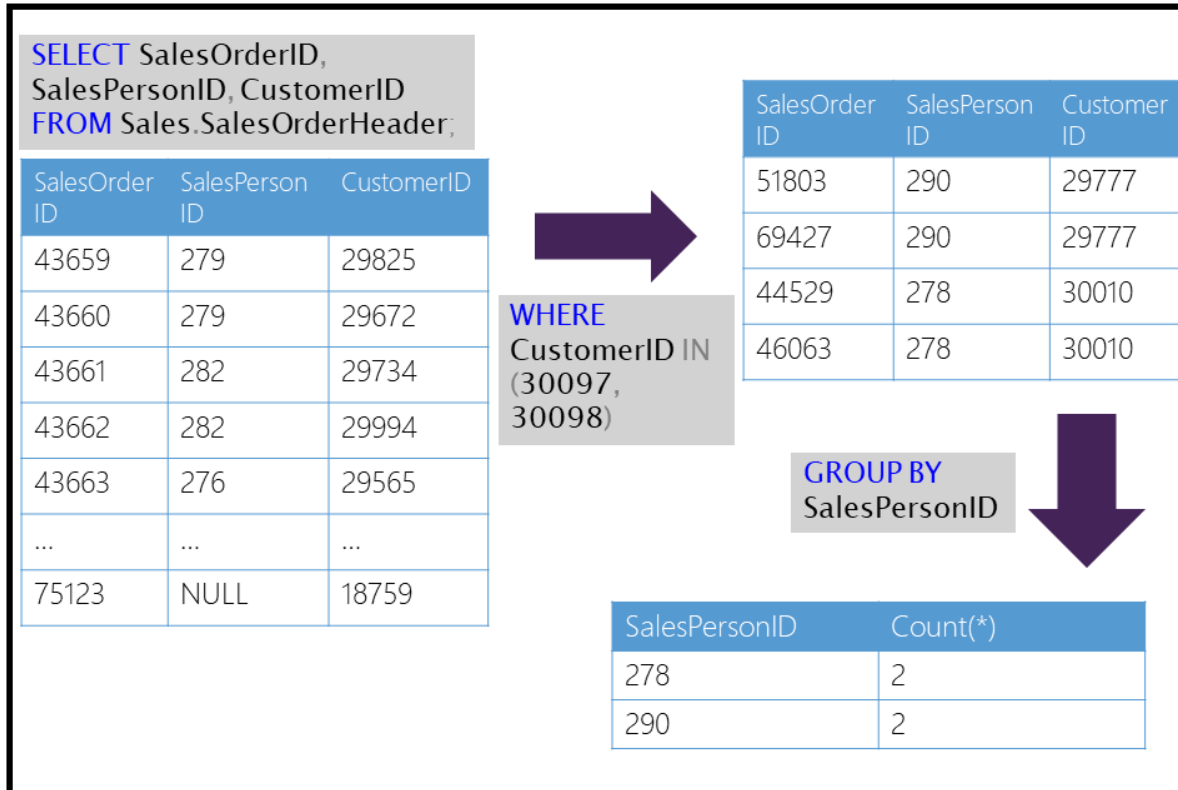 SELECT SalesOrderID,
SalesPersonID, CustomerID
FROM Sales.SalesOrderHeader;
SalesOrder ID SalesPerson ID CustomerID
43659 279 29825
43660 279 29672
43661 282 29734
43662 282 29994
43663 276 29565
... ... ...
75123 NULL 18759
WHERE
CustomerID IN
(30097,
30098)
SalesOrder ID SalesPerson ID Customer ID
51803 290 29777
69427 290 29777
44529 278 30010
46063 278 30010
GROUP BY
SalesPersonID
SalesPersonID Count(*)
278 2
290 2